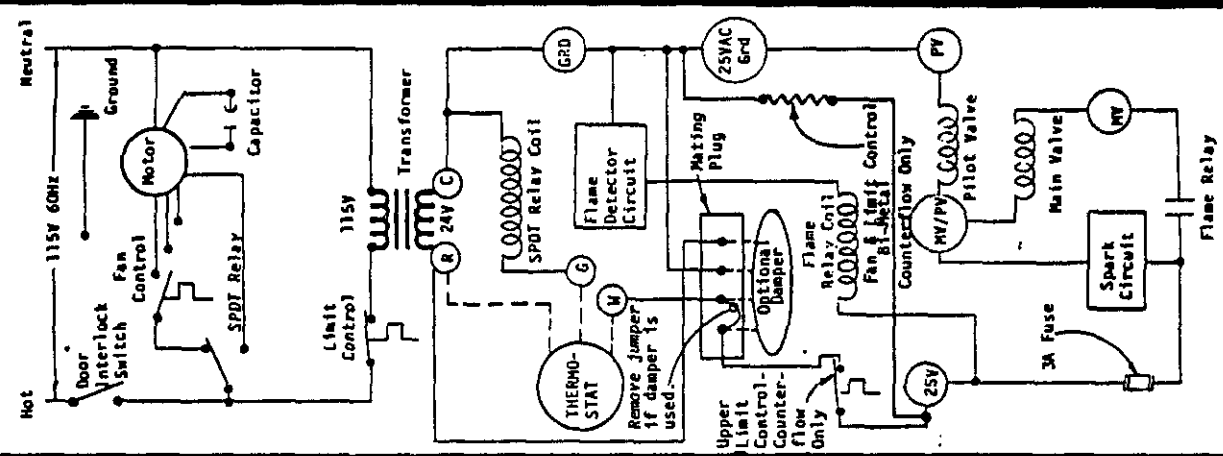 Neutral
Hot
115V 60Hz
Ground
Door
Interlock
Switch
Motor
Capacitor
Fan
Control
SPDT Relay
115V
Transformer
24V
Limit
Control
R
C
SPDT Relay Coil
G
W
THERMO-
STAT
GRD
Flame
Detector
Circuit
Mating
Plug
Optional
Damper
Remove jumper
if damper is
used
Upper
Limit
Control-
Counter-
flow
Only
25VAC
Grd
Flame
Relay Coil
Fan & Limit Control
Bi-Metal
Counterflow Only
25V
PV
Pilot Valve
MV/PV
Main Valve
MV
Spark
Circuit
3A Fuse
Flame Relay